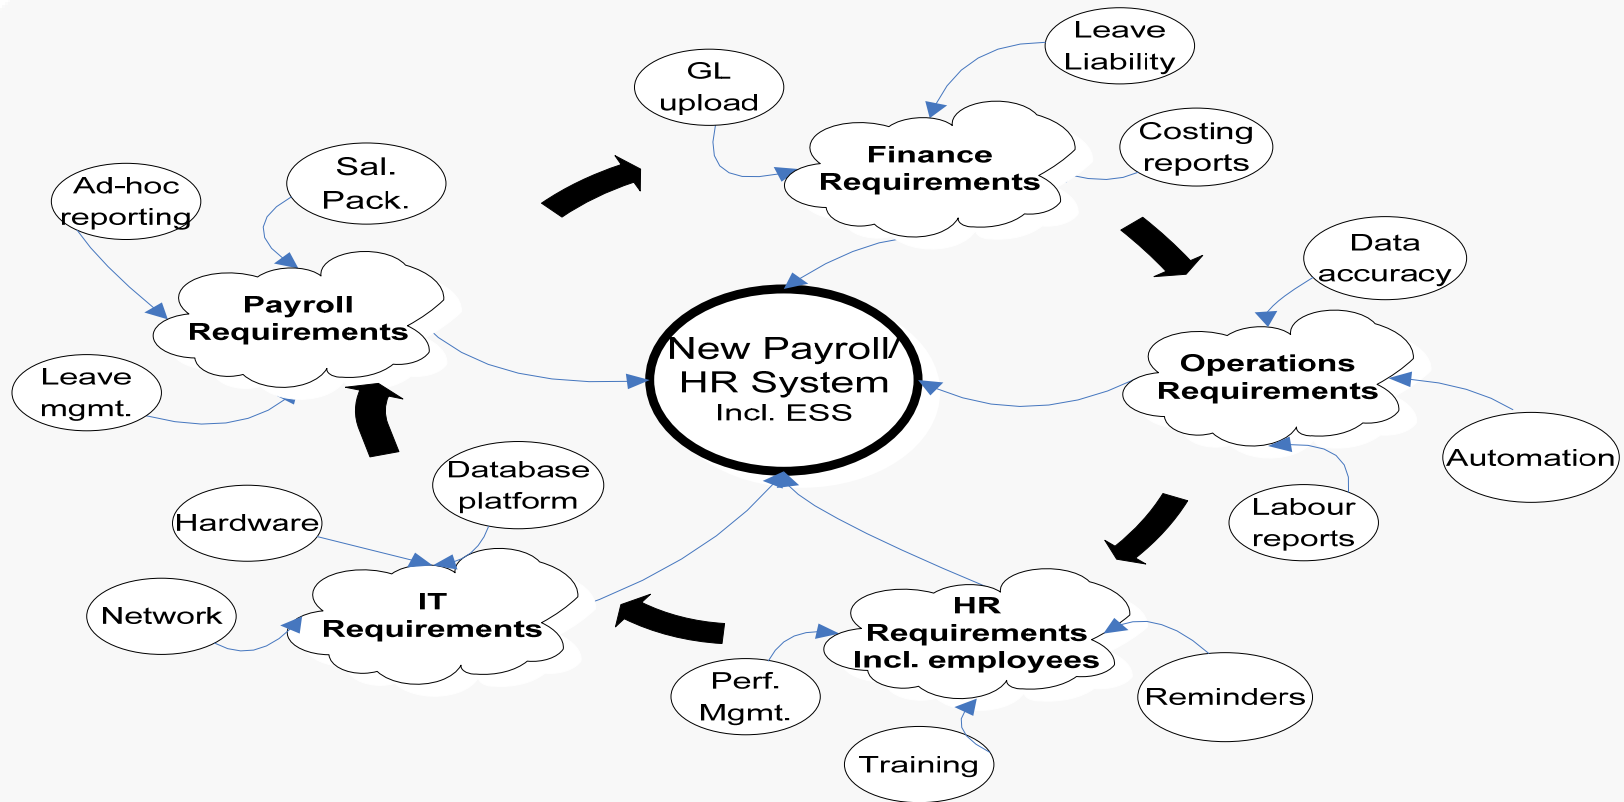 Leave
Liability
GL
upload
Costing
reports
Finance
Requirements
Sal.
Pack.
Ad-hoc
reporting
Data
accuracy
Payroll
Requirements
New Payroll/
HR System
Incl. ESS
Operations
Requirements
Leave
mgmt.
Automation
Database
platform
Hardware
Labour
reports
Network
IT
Requirements
HR
Requirements
Incl. employees
Perf.
Mgmt.
Reminders
Training